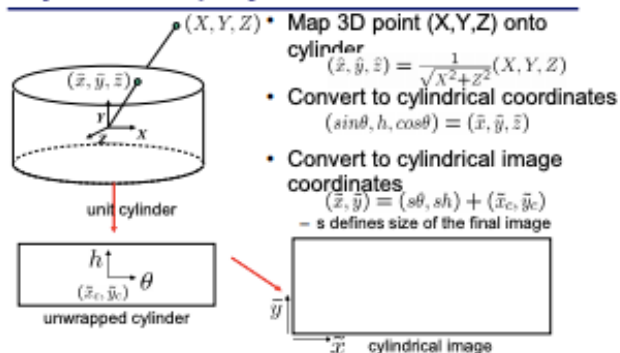 (X, Y, Z)
• Map 3D point (X,Y,Z) onto
cylinder
(x̂, ŷ, ẑ) = 1/√(X²+Z²) (X, Y, Z)
(x̄, ȳ, z̄)
Y
Z
X
• Convert to cylindrical coordinates
(sinθ, h, cosθ) = (x̂, ŷ, ẑ)
• Convert to cylindrical image
coordinates
(x̃, ỹ) = (sθ, sh) + (x̃c, ỹc)
– s defines size of the final image
unit cylinder
h
θ
(x̃c, ỹc)
unwrapped cylinder
ỹ
x̃
cylindrical image